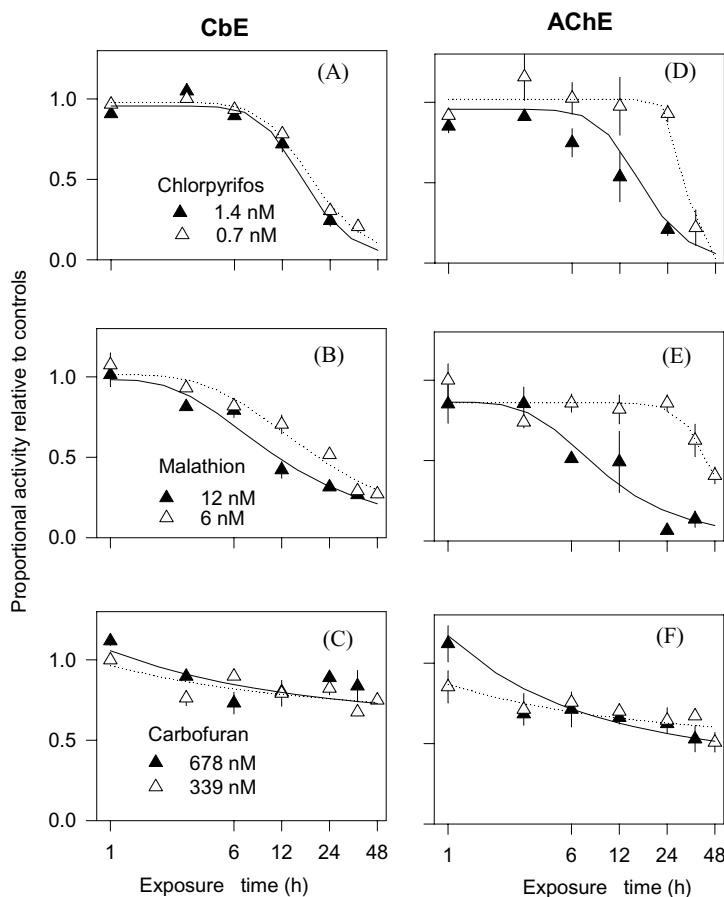 CbE
AChE
Proportional activity relative to controls
(A)
1.0
0.5
0.0
Chlorpyrifos
1.4 nM
0.7 nM
(D)
(B)
1.0
0.5
0.0
Malathion
12 nM
6 nM
(E)
(C)
1.0
0.5
0.0
Carbofuran
678 nM
339 nM
(F)
1 6 12 24 48
1 6 12 24 48
Exposure time (h)
Exposure time (h)